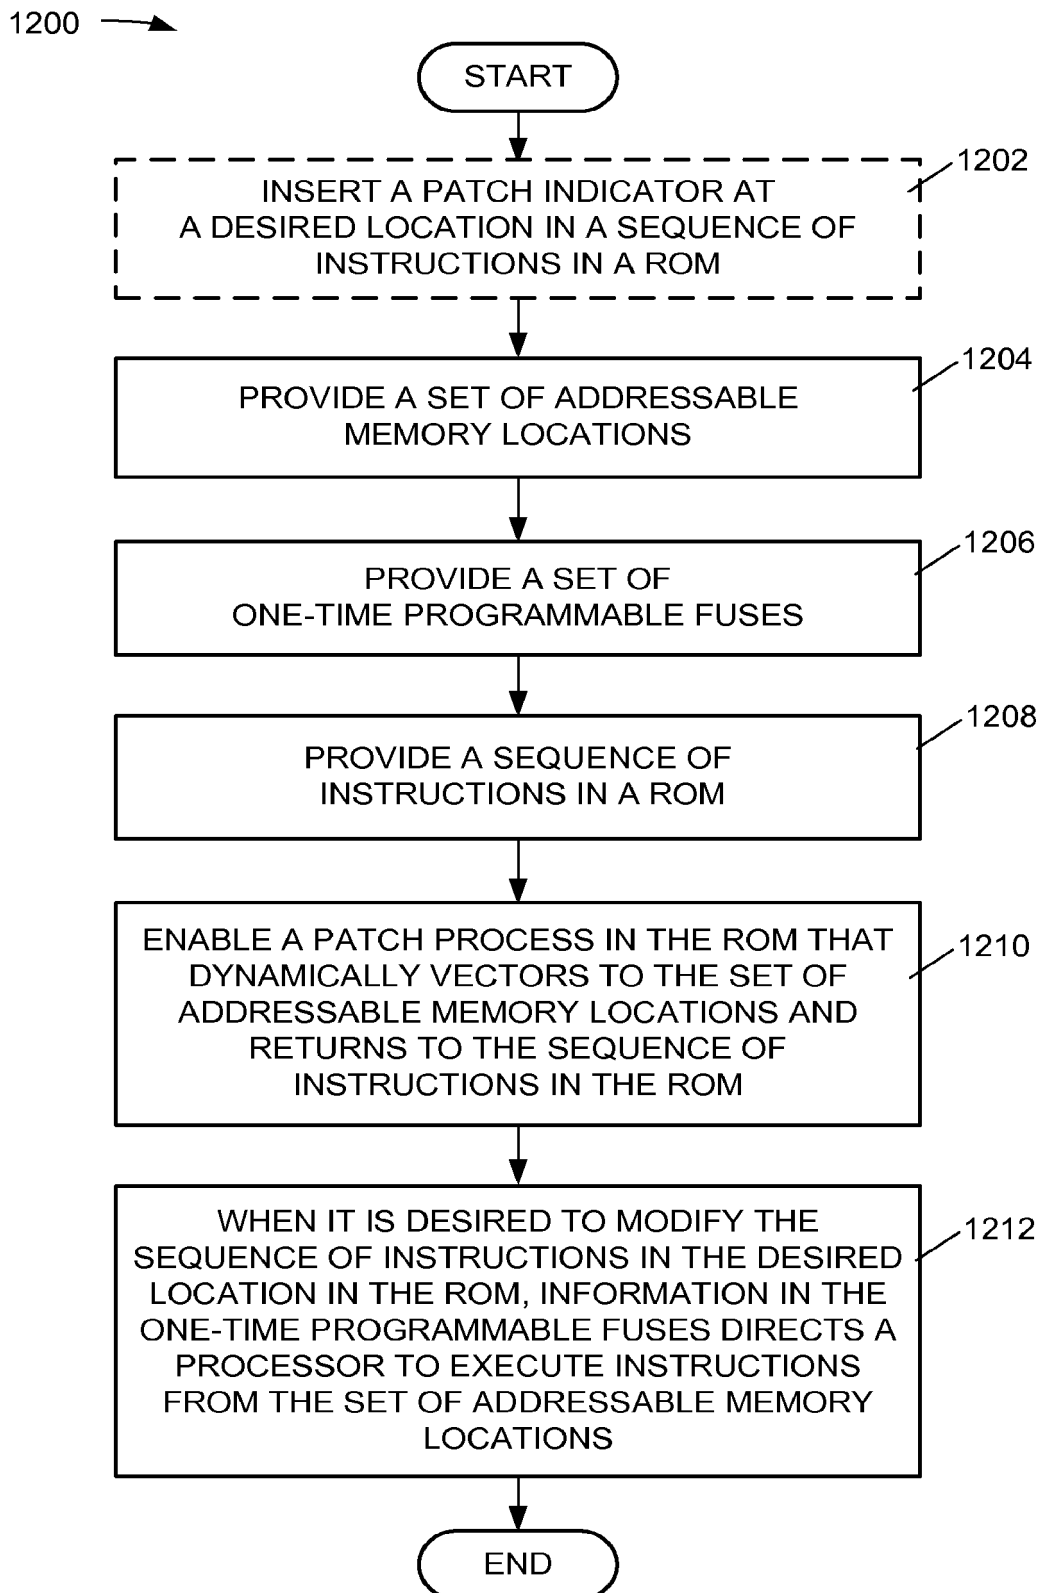 1200
START
1202
INSERT A PATCH INDICATOR AT
A DESIRED LOCATION IN A SEQUENCE OF
INSTRUCTIONS IN A ROM
1204
PROVIDE A SET OF ADDRESSABLE
MEMORY LOCATIONS
1206
PROVIDE A SET OF
ONE-TIME PROGRAMMABLE FUSES
1208
PROVIDE A SEQUENCE OF
INSTRUCTIONS IN A ROM
1210
ENABLE A PATCH PROCESS IN THE ROM THAT
DYNAMICALLY VECTORS TO THE SET OF
ADDRESSABLE MEMORY LOCATIONS AND
RETURNS TO THE SEQUENCE OF
INSTRUCTIONS IN THE ROM
1212
WHEN IT IS DESIRED TO MODIFY THE
SEQUENCE OF INSTRUCTIONS IN THE DESIRED
LOCATION IN THE ROM, INFORMATION IN THE
ONE-TIME PROGRAMMABLE FUSES DIRECTS A
PROCESSOR TO EXECUTE INSTRUCTIONS
FROM THE SET OF ADDRESSABLE MEMORY
LOCATIONS
END